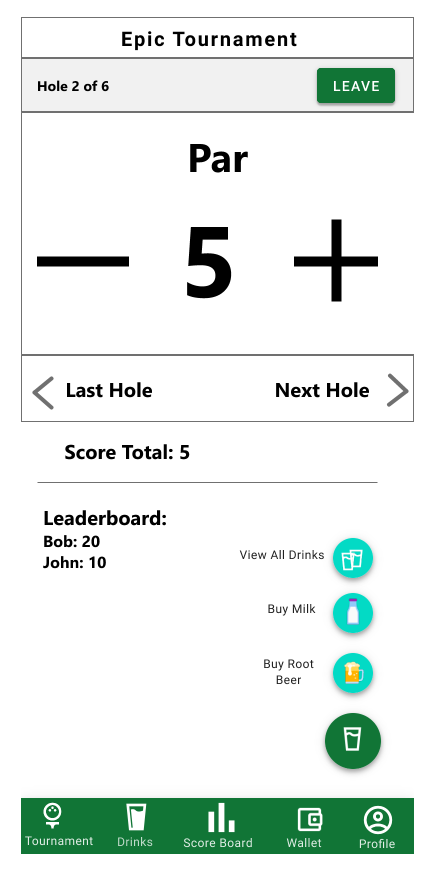 Epic Tournament
Hole 2 of 6
LEAVE
Par
5
Last Hole
Next Hole
Score Total: 5
Leaderboard:
Bob: 20
John: 10
View All Drinks
Buy Milk
Buy Root
Beer
Tournament
Drinks
Score Board
Wallet
Profile